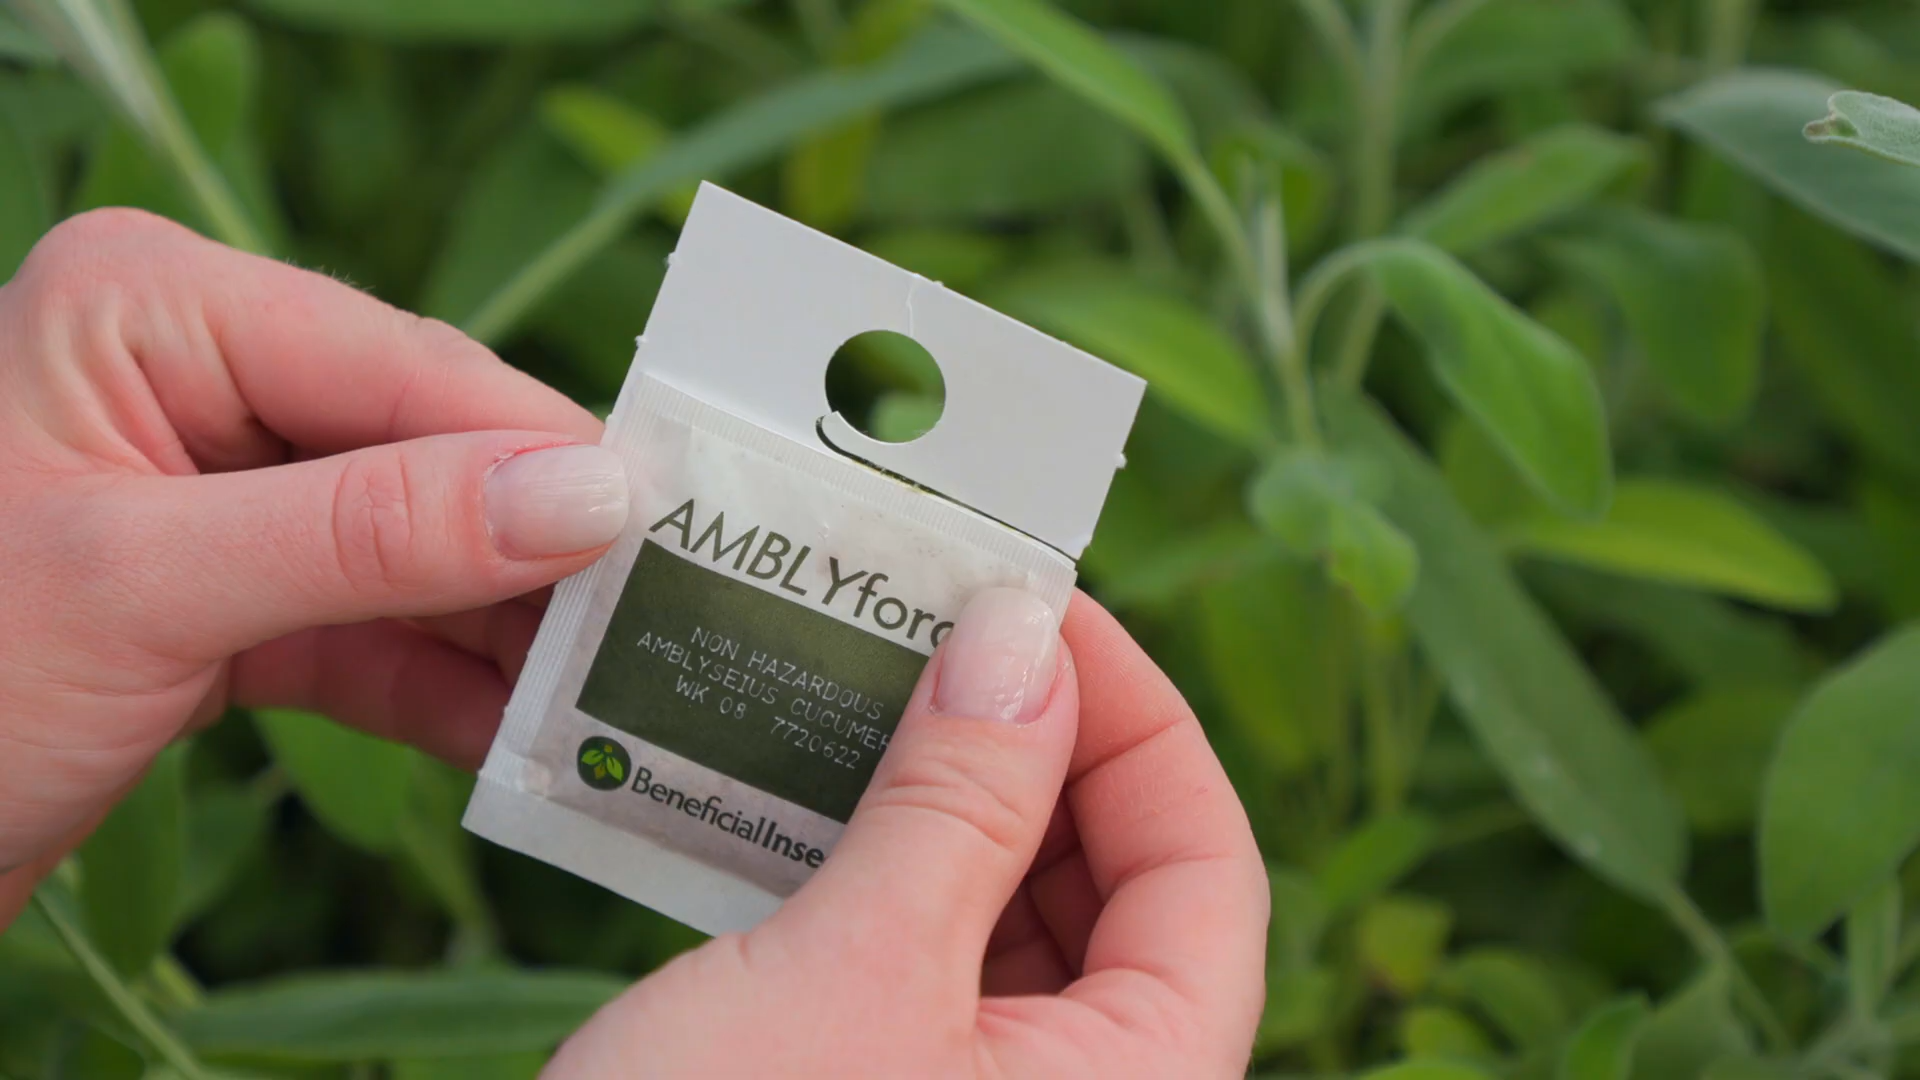 AMBLYforc
NON HAZARDOUS
AMBLYSEIUS CUCUMER
WK 08 7720622
BeneficialInse